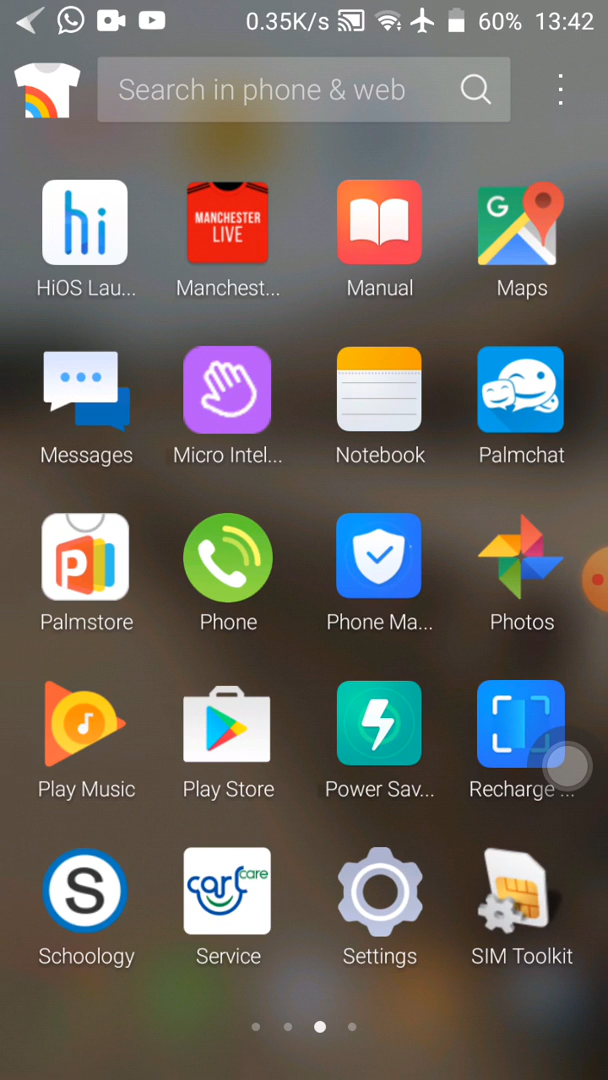 0.35K/s 60% 13:42
Search in phone & web
hi
MANCHESTER
LIVE
G
HiOS Lau... Manchest... Manual Maps
Messages Micro Intel... Notebook Palmchat
P
Palmstore Phone Phone Ma... Photos
Play Music Play Store Power Sav... Recharge ...
S
carlcare
Schoology Service Settings SIM Toolkit